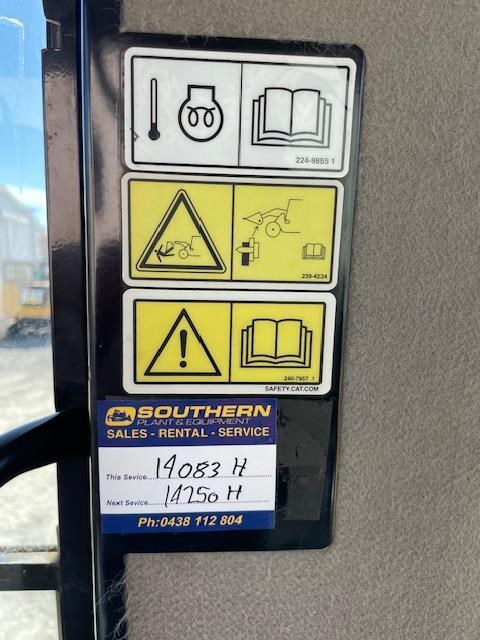 224-9855 1
239-4234
240-7957 1
SAFETY.CAT.COM
SOUTHERN
PLANT & EQUIPMENT
SALES - RENTAL - SERVICE
This Sevice.....14083 H
Next Sevice.....14250 H
Ph:0438 112 804